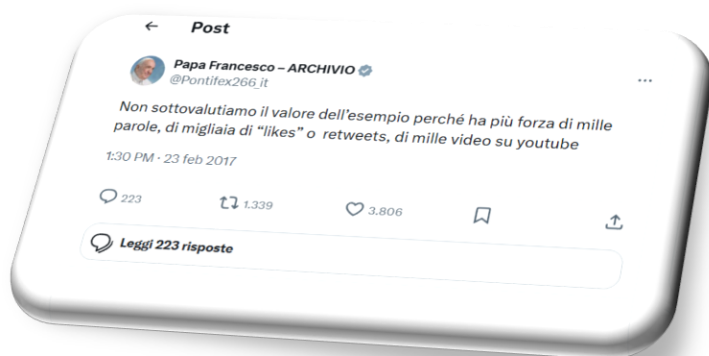 Post
Papa Francesco – ARCHIVIO
@Pontifex266_it
Non sottovalutiamo il valore dell'esempio perché ha più forza di mille
parole, di migliaia di “likes” o retweets, di mille video su youtube
1:30 PM · 23 feb 2017
223
1.339
3.806
Leggi 223 risposte